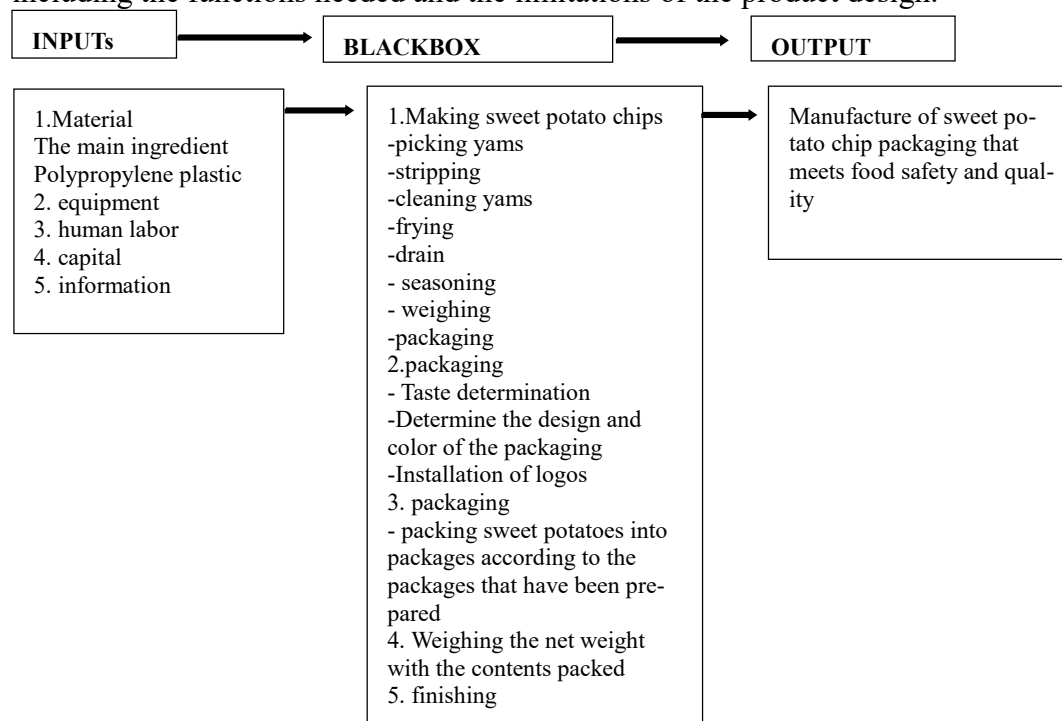 including the functions needed and the limitations of the product design.
INPUTs
BLACKBOX
OUTPUT
1.Material
The main ingredient
Polypropylene plastic
2. equipment
3. human labor
4. capital
5. information
1.Making sweet potato chips
-picking yams
-stripping
-cleaning yams
-frying
-drain
- seasoning
- weighing
-packaging
2.packaging
- Taste determination
-Determine the design and
color of the packaging
-Installation of logos
3. packaging
- packing sweet potatoes into
packages according to the
packages that have been pre-
pared
4. Weighing the net weight
with the contents packed
5. finishing
Manufacture of sweet po-
tato chip packaging that
meets food safety and qual-
ity